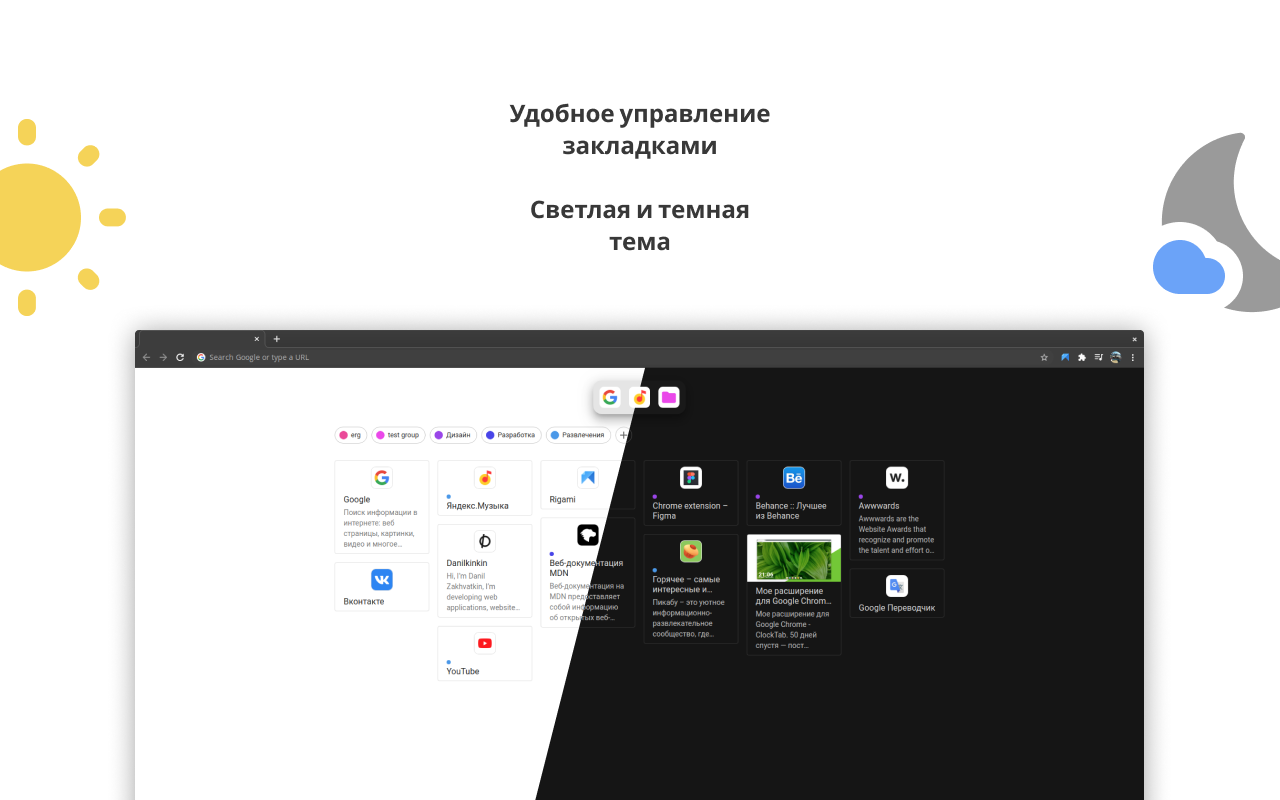 Удобное управление
закладками
Светлая и темная
тема
Search Google or type a URL
erg
test group
Дизайн
Разработка
Развлечения
Google
Поиск информации в
интернете: веб
страницы, картинки,
видео и многое…
Вконтакте
Яндекс.Музыка
Danilkinkin
Hi, I'm Danil
Zakhvatkin, I'm
developing web
applications, website…
YouTube
Rigami
Веб-документация
MDN
Веб-документация на
MDN предоставляет
собой информацию
об открытых веб-…
Chrome extension –
Figma
Горячее – самые
интересные и…
Пикабу – это уютное
информационно-
развлекательное
сообщество, где…
Bē
Behance :: Лучшее
из Behance
21:06
Мое расширение
для Google Chrom…
Мое расширение для
Google Chrome -
ClockTab. 50 дней
спустя — пост…
W.
Awwwards
Awwwards are the
Website Awards that
recognize and promote
the talent and effort o…
Google Переводчик